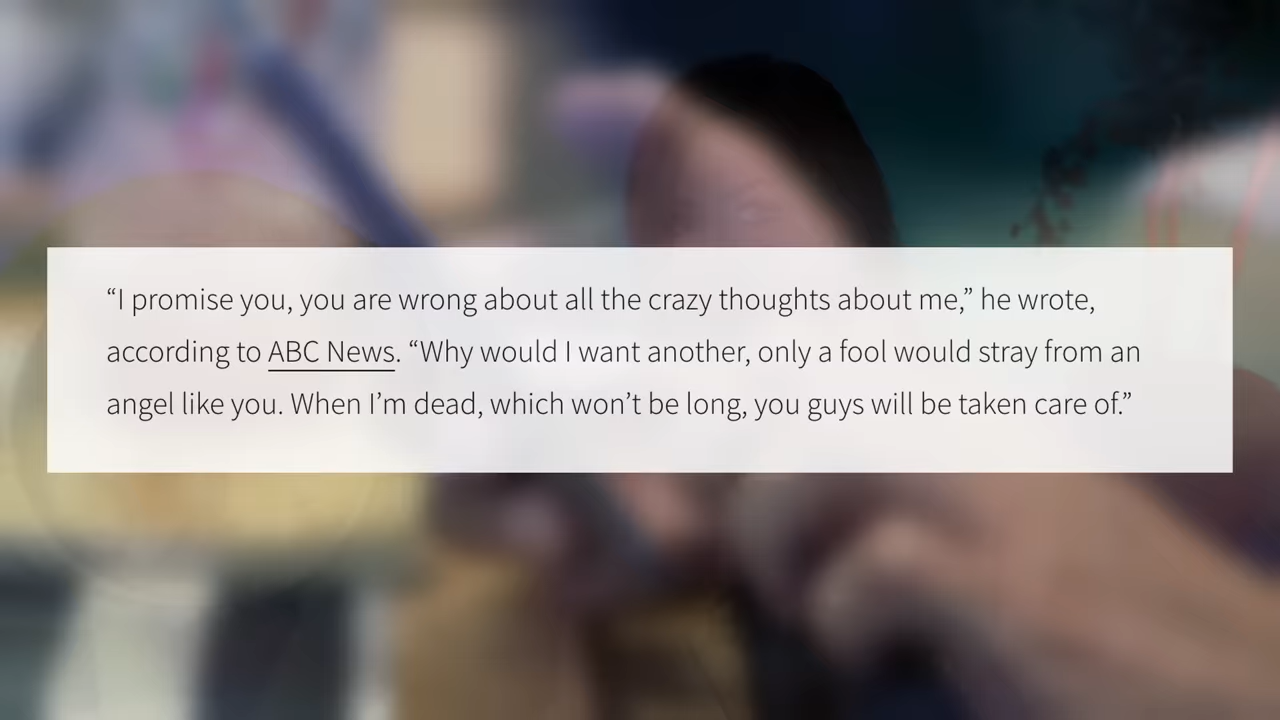 “I promise you, you are wrong about all the crazy thoughts about me,” he wrote,
according to ABC News. “Why would I want another, only a fool would stray from an
angel like you. When I’m dead, which won’t be long, you guys will be taken care of.”